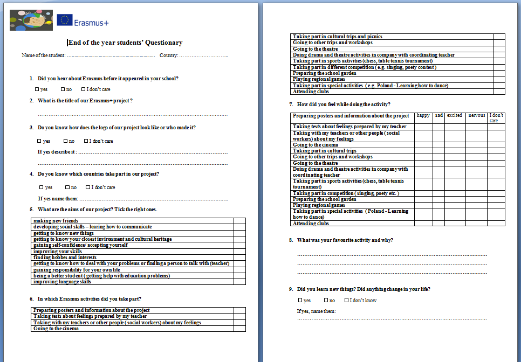 Erasmus+
End of the year students' Questionary
Name of the student Country:
1. Did you hear about Erasmus before it appeared in your school?
□ yes □ no □ I don't care
2. What is the title of our Erasmus+ project?
3. Do you know how does the logo of our project look like or who made it?
□ yes □ no □ I don't care
If yes describe it:
4. Do you know which countries take part in our project?
□ yes □ no □ I don't care
If yes name them:
5. What are the aims of our project? Tick the right ones.
making new friends
developing social skills - learning how to communicate
getting to know new things
getting to know your closest environment and cultural heritage
gaining self-confidence/ accepting yourself
improving your skills
finding hobbies and interests
getting to know how to deal with your problems or finding a person to talk with (teacher)
gaining responsibility for your own life
being a better student (getting help with education problems)
improving language skills
6. In which Erasmus activities did you take part?
Preparing posters and information about the project
Taking tests about feelings prepared by my teacher
Talking with my teachers or other people (social workers) about my feelings
Going to the cinema
Taking part in cultural trips and picnics
Going to other trips and workshops
Going to the theatre
Doing drama and theatre activities in company with coordinating teacher
Taking part in sports activities (chess, table tennis tournament)
Taking part in different competition (e.g. singing, poetry contest)
Preparing the school garden
Playing regional games
Taking part in special activities (e.g. Poland - Learning how to dance)
Attending clubs
7. How did you feel while doing the activity?
Preparing posters and information about the project happy sad excited nervous I don't care
Taking tests about feelings prepared by my teacher
Talking with my teachers or other people (social
workers) about my feelings
Going to the cinema
Taking part in cultural trips
Going to other trips and workshops
Going to the theatre
Doing drama and theatre activities in company with
coordinating teacher
Taking part in sports activities (chess, table tennis
tournament)
Taking part in competition (singing, poetry etc.)
Preparing the school garden
Playing regional games
Taking part in special activities (Poland - Learning
how to dance)
Attending clubs
8. What was your favourite activity and why?
9. Did you learn new things? Did anything change in your life?
□ yes □ no □ I don't know
If yes, name them: